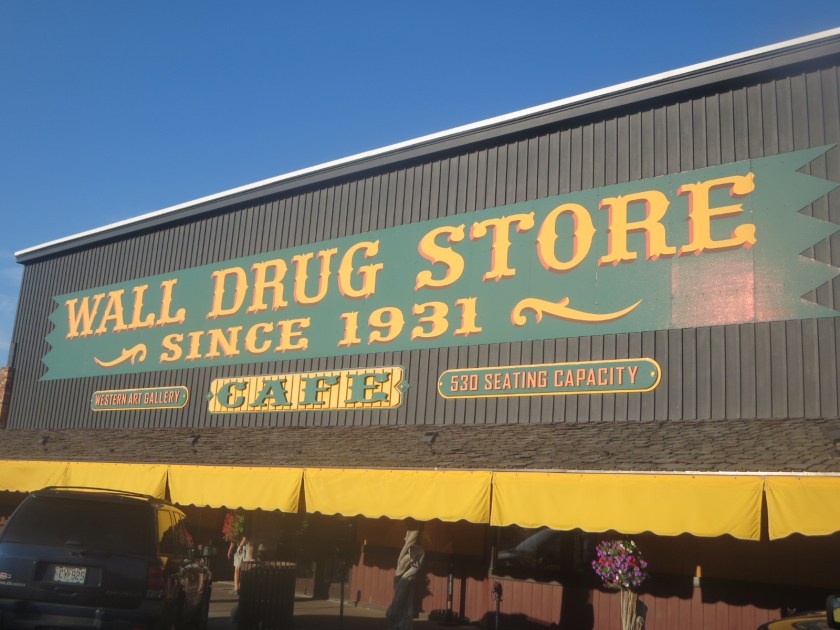 WALL DRUG STORE
SINCE 1931
WESTERN ART GALLERY
CAFE
530 SEATING CAPACITY